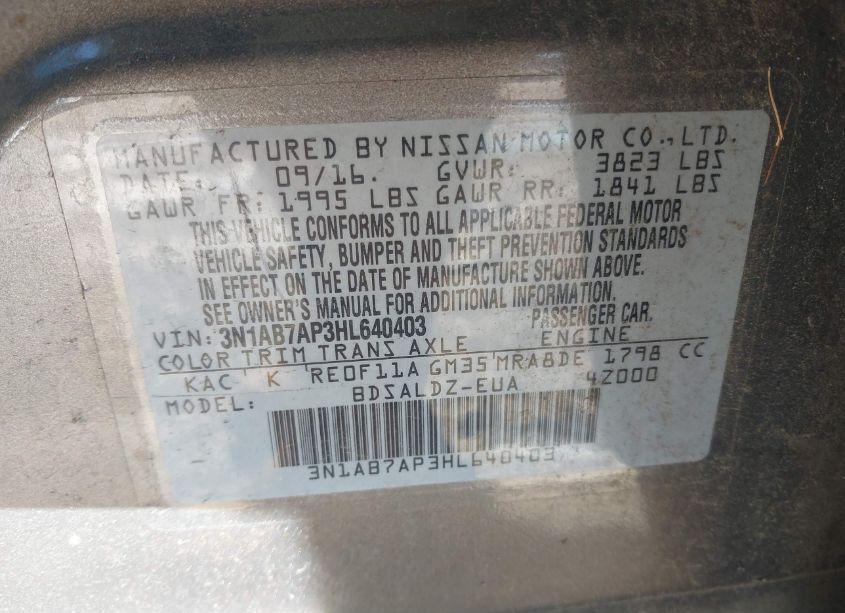 MANUFACTURED BY NISSAN MOTOR CO.,LTD.
DATE: 09/16. GVWR: 3823 LBS
GAWR FR: 1995 LBS GAWR RR: 1841 LBS
THIS VEHICLE CONFORMS TO ALL APPLICABLE FEDERAL MOTOR
VEHICLE SAFETY, BUMPER AND THEFT PREVENTION STANDARDS
IN EFFECT ON THE DATE OF MANUFACTURE SHOWN ABOVE.
SEE OWNER'S MANUAL FOR ADDITIONAL INFORMATION.
VIN: 3N1AB7AP3HL640403 PASSENGER CAR.
COLOR TRIM TRANS AXLE ENGINE
KAC K RE0F11A GM35 MRA8DE 1798 CC
MODEL: BDSALDZ-EUA 4Z000
3N1AB7AP3HL640403